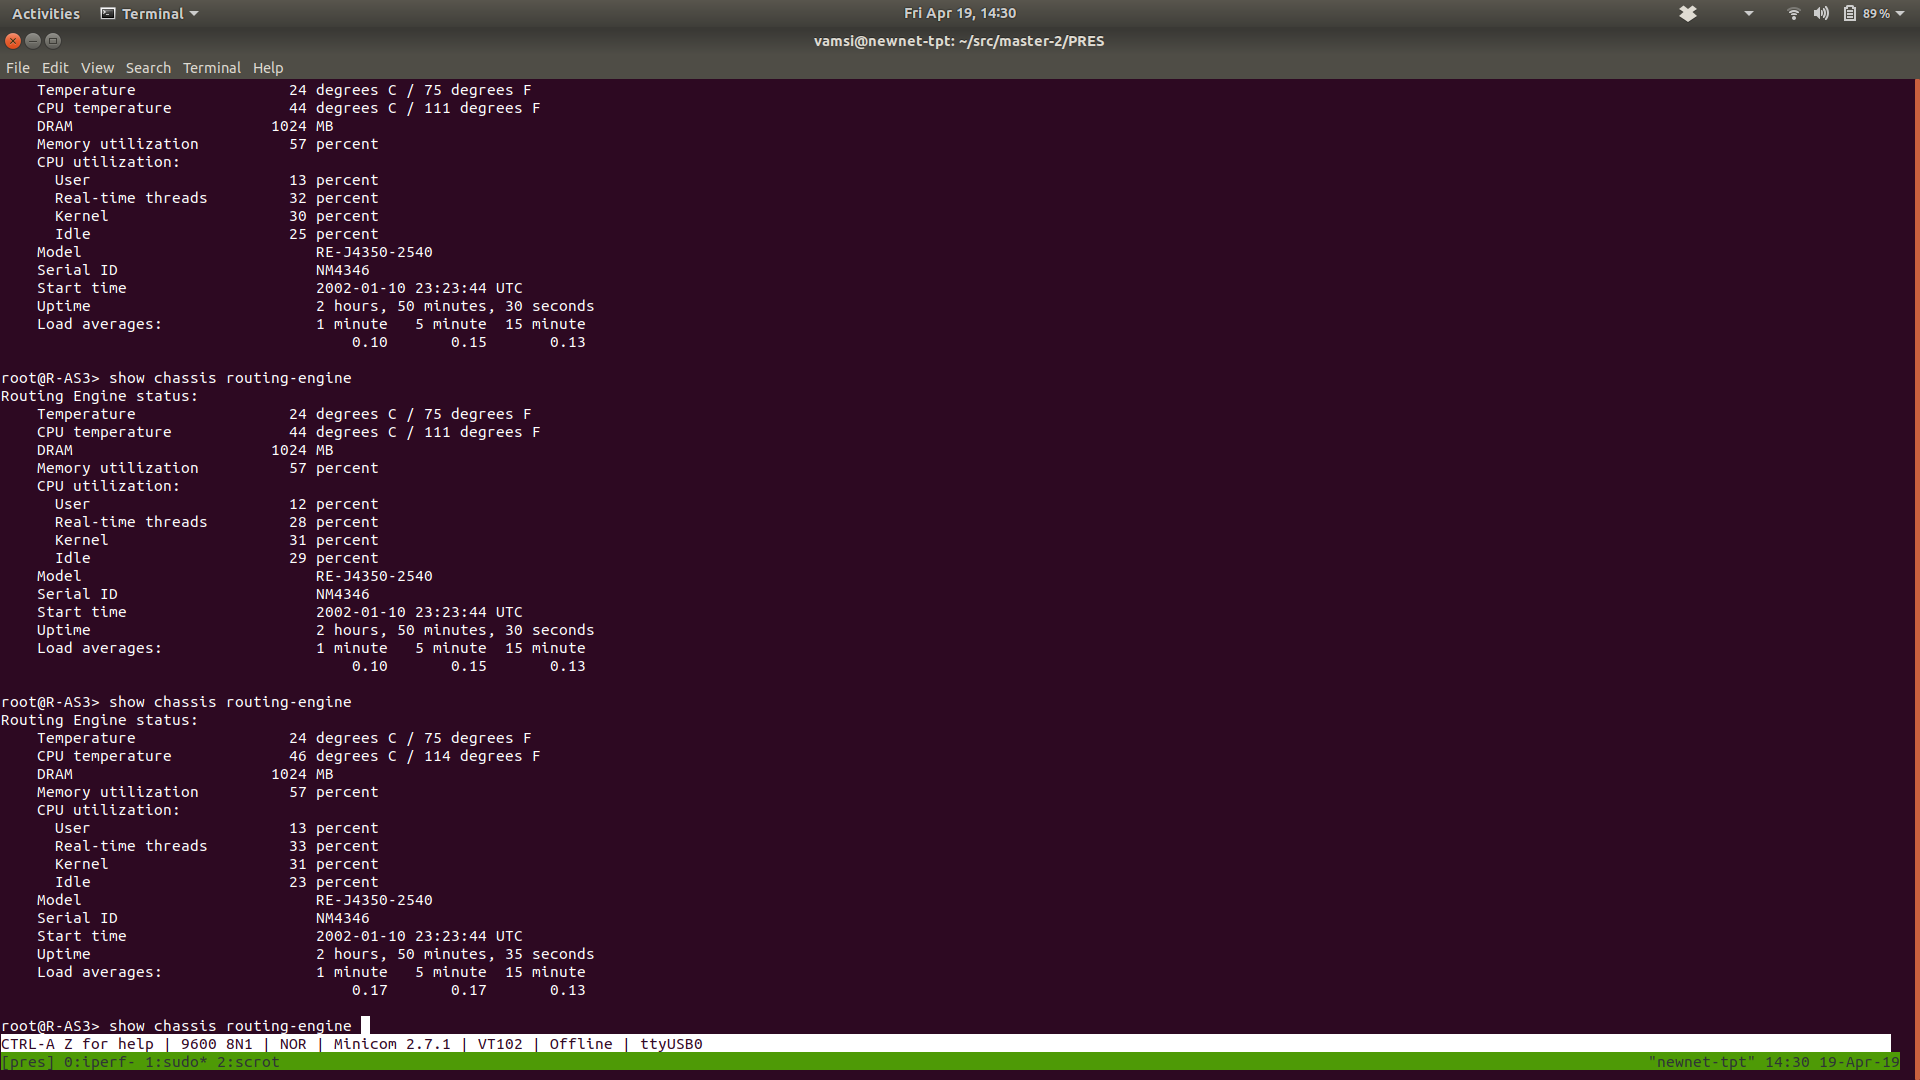 Activities Terminal Fri Apr 19, 14:30 89 %
vamsi@newnet-tpt: ~/src/master-2/PRES
File Edit View Search Terminal Help
    Temperature                 24 degrees C / 75 degrees F
    CPU temperature             44 degrees C / 111 degrees F
    DRAM                      1024 MB
    Memory utilization          57 percent
    CPU utilization:
      User                      13 percent
      Real-time threads         32 percent
      Kernel                    30 percent
      Idle                      25 percent
    Model                          RE-J4350-2540
    Serial ID                      NM4346
    Start time                     2002-01-10 23:23:44 UTC
    Uptime                         2 hours, 50 minutes, 30 seconds
    Load averages:                 1 minute   5 minute  15 minute
                                       0.10       0.15       0.13
root@R-AS3> show chassis routing-engine
Routing Engine status:
    Temperature                 24 degrees C / 75 degrees F
    CPU temperature             44 degrees C / 111 degrees F
    DRAM                      1024 MB
    Memory utilization          57 percent
    CPU utilization:
      User                      12 percent
      Real-time threads         28 percent
      Kernel                    31 percent
      Idle                      29 percent
    Model                          RE-J4350-2540
    Serial ID                      NM4346
    Start time                     2002-01-10 23:23:44 UTC
    Uptime                         2 hours, 50 minutes, 30 seconds
    Load averages:                 1 minute   5 minute  15 minute
                                       0.10       0.15       0.13
root@R-AS3> show chassis routing-engine
Routing Engine status:
    Temperature                 24 degrees C / 75 degrees F
    CPU temperature             46 degrees C / 114 degrees F
    DRAM                      1024 MB
    Memory utilization          57 percent
    CPU utilization:
      User                      13 percent
      Real-time threads         33 percent
      Kernel                    31 percent
      Idle                      23 percent
    Model                          RE-J4350-2540
    Serial ID                      NM4346
    Start time                     2002-01-10 23:23:44 UTC
    Uptime                         2 hours, 50 minutes, 35 seconds
    Load averages:                 1 minute   5 minute  15 minute
                                       0.17       0.17       0.13
root@R-AS3> show chassis routing-engine
CTRL-A Z for help | 9600 8N1 | NOR | Minicom 2.7.1 | VT102 | Offline | ttyUSB0
[pres] 0:iperf- 1:sudo* 2:scrot "newnet-tpt" 14:30 19-Apr-19